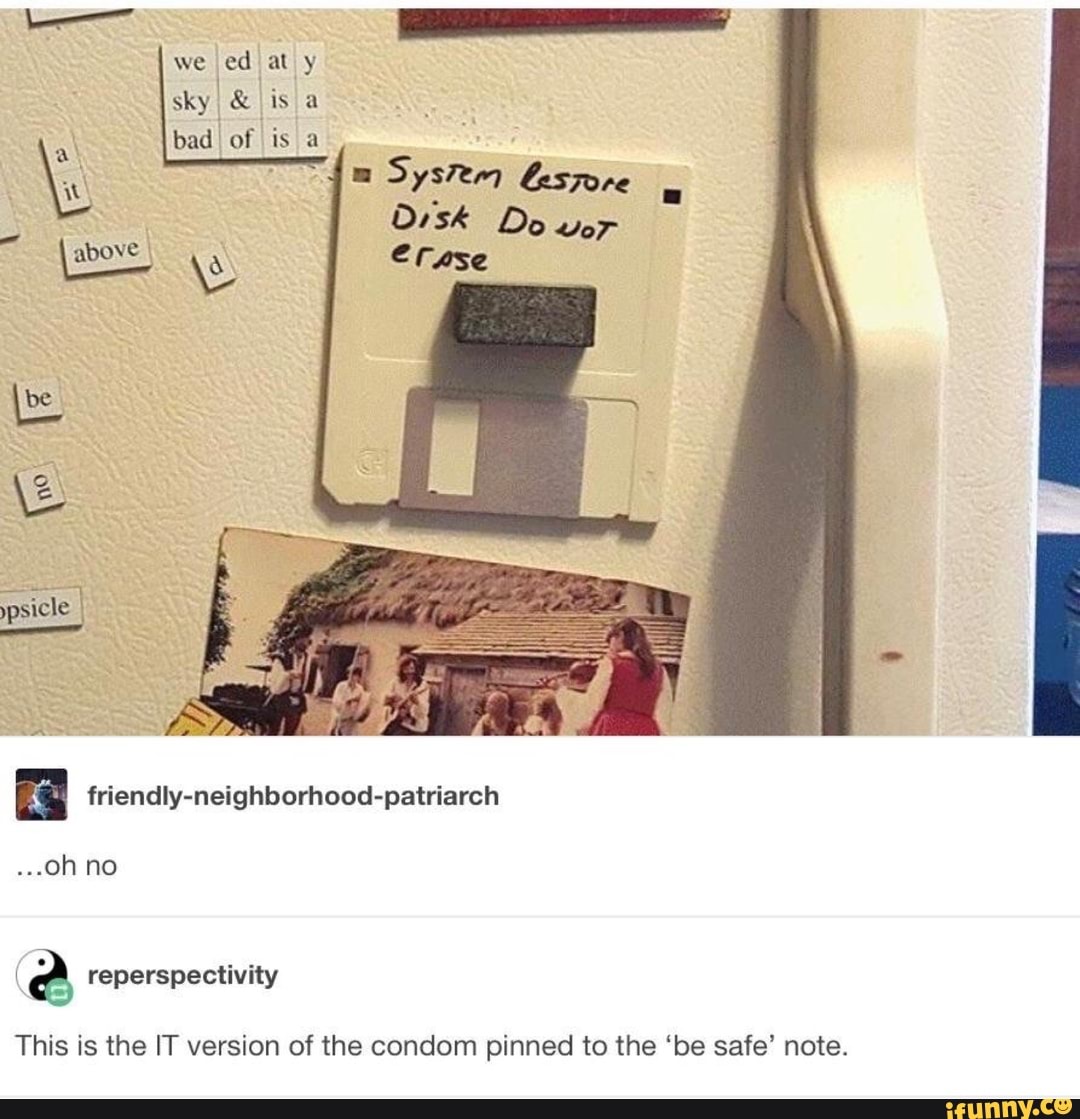 we ed at y
sky & is a
bad of is a
a
it
above
d
be
on
opsicle
System Restore
Disk Do NOT
erase
friendly-neighborhood-patriarch
...oh no
reperspectivity
This is the IT version of the condom pinned to the ‘be safe’ note.
ifunny.co